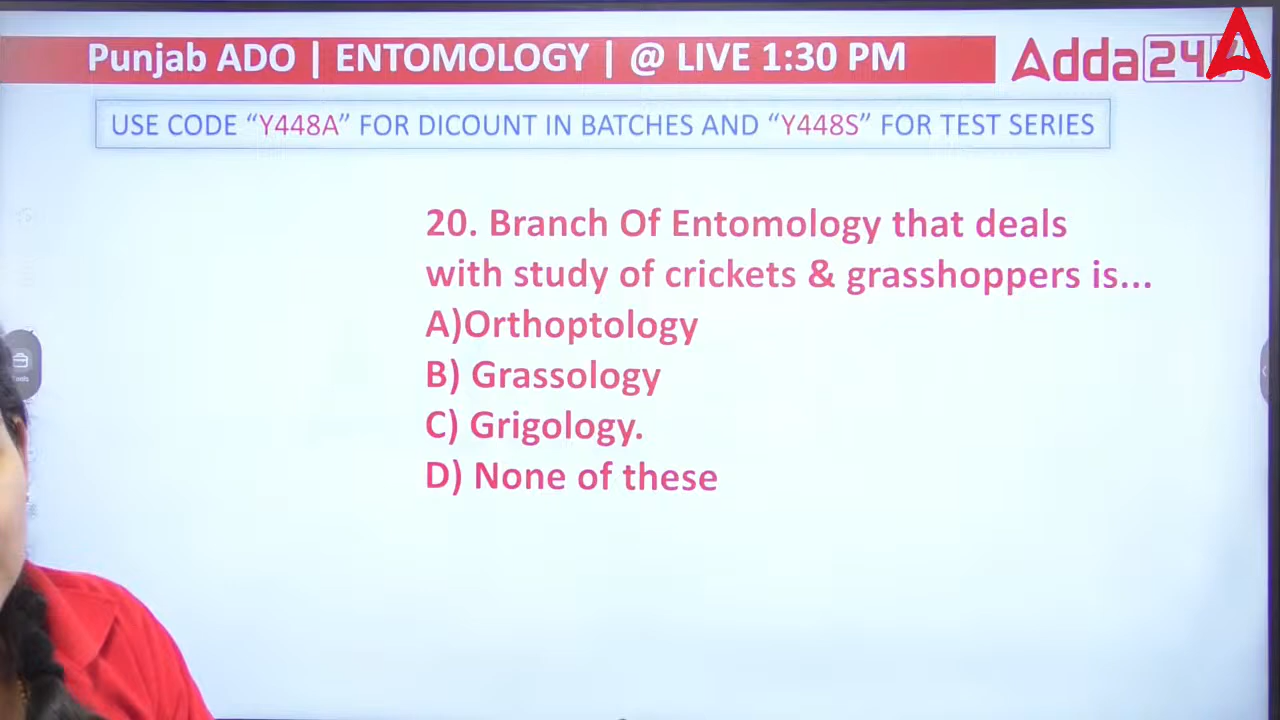 Punjab ADO | ENTOMOLOGY | @ LIVE 1:30 PM
Adda247
USE CODE “Y448A” FOR DICOUNT IN BATCHES AND “Y448S” FOR TEST SERIES
20. Branch Of Entomology that deals
with study of crickets & grasshoppers is...
A)Orthoptology
B) Grassology
C) Grigology.
D) None of these